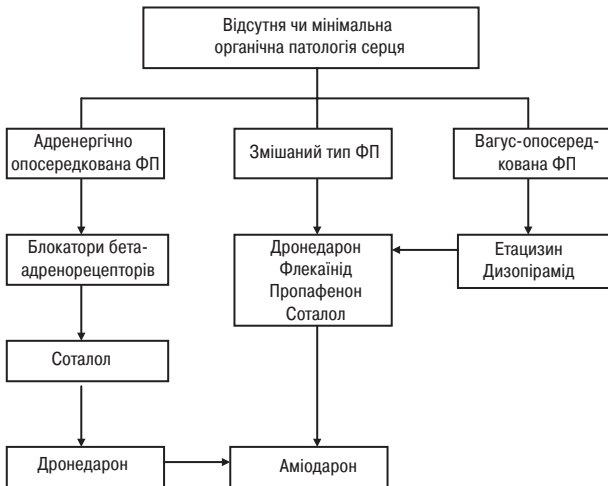 Відсутня чи мінімальна
органічна патологія серця
Адренергічно
опосередкована ФП
Змішаний тип ФП
Вагус-опосеред-
кована ФП
Блокатори бета-
адренорецепторів
Дронедарон
Флекаїнід
Пропафенон
Соталол
Етацизин
Дизопірамід
Соталол
Дронедарон
Аміодарон